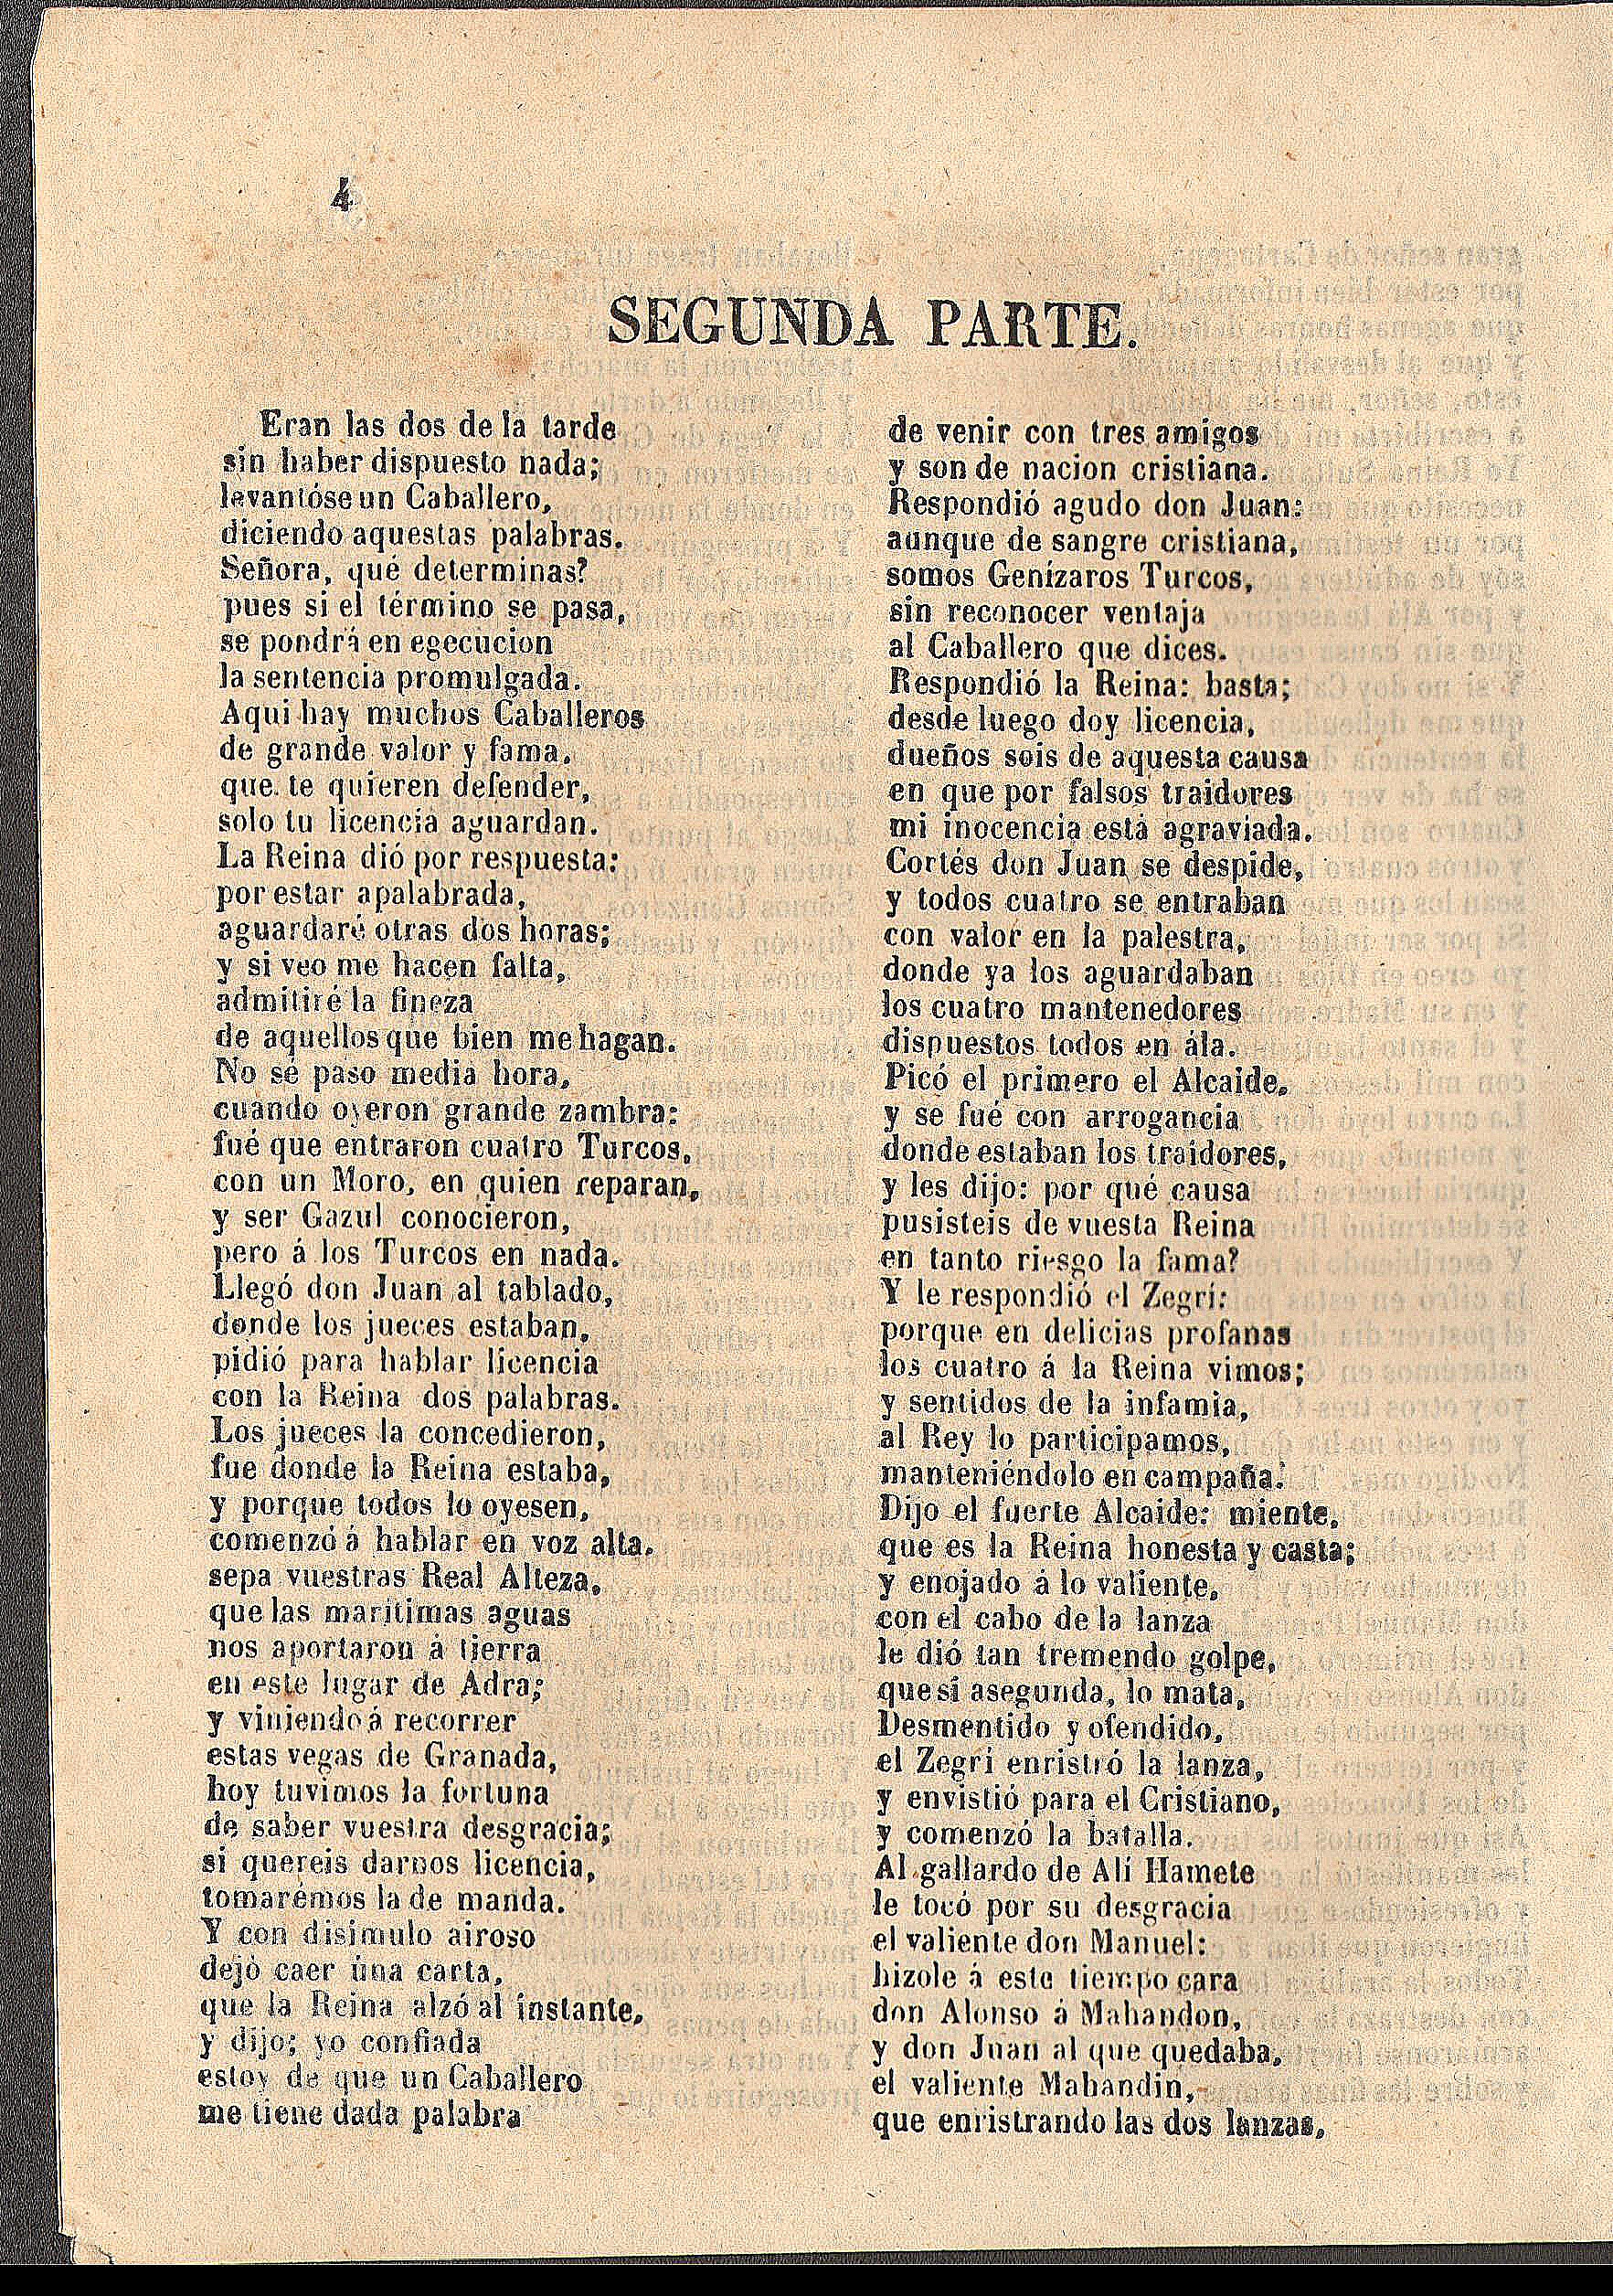 4
SEGUNDA PARTE.
Eran las dos de la tarde
sin haber dispuesto nada;
levantóse un Caballero,
diciendo aquestas palabras.
Señora, qué determinas?
pues si el término se pasa,
se pondrá en egecucion
la sentencia promulgada.
Aqui hay muchos Caballeros
de grande valor y fama,
que te quieren defender,
solo tu licencia aguardan.
La Reina dió por respuesta:
por estar apalabrada,
aguardaré otras dos horas;
y si veo me hacen falta,
admitiré la fineza
de aquellos que bien me hagan.
No se paso media hora,
cuando oyeron grande zambra:
fué que entraron cuatro Turcos,
con un Moro, en quien reparan,
y ser Gazul conocieron,
pero á los Turcos en nada.
Llegó don Juan al tablado,
donde los jueces estaban,
pidió para hablar licencia
con la Reina dos palabras.
Los jueces la concedieron,
fue donde la Reina estaba,
y porque todos lo oyesen,
comenzó á hablar en voz alta.
sepa vuestras Real Alteza,
que las maritimas aguas
nos aportaron á tierra
en este lugar de Adra;
y viniendo á recorrer
estas vegas de Granada,
hoy tuvimos la fortuna
de saber vuestra desgracia;
si quereis darnos licencia,
tomarémos la de manda.
Y con disimulo airoso
dejó caer una carta,
que la Reina alzó al instante,
y dijo; yo confiada
estoy de que un Caballero
me tiene dada palabra
de venir con tres amigos
y son de nacion cristiana.
Respondió agudo don Juan:
aunque de sangre cristiana,
somos Genízaros Turcos,
sin reconocer ventaja
al Caballero que dices.
Respondió la Reina: basta;
desde luego doy licencia,
dueños sois de aquesta causa
en que por falsos traidores
mi inocencia está agraviada.
Cortés don Juan se despide,
y todos cuatro se entraban
con valor en la palestra,
donde ya los aguardaban
los cuatro mantenedores
dispuestos todos en ála.
Picó el primero el Alcaide,
y se fué con arrogancia
donde estaban los traidores,
y les dijo: por qué causa
pusisteis de vuesta Reina
en tanto riesgo la fama?
Y le respondió el Zegrí:
porque en delicias profanas
los cuatro á la Reina vimos;
y sentidos de la infamia,
al Rey lo participamos,
manteniéndolo en campaña.
Dijo el fuerte Alcaide: miente,
que es la Reina honesta y casta;
y enojado á lo valiente,
con el cabo de la lanza
le dió tan tremendo golpe,
que si asegunda, lo mata,
Desmentido y ofendido,
el Zegrí enristró la lanza,
y envistió para el Cristiano,
y comenzó la batalla.
Al gallardo de Alí Hamete
le tocó por su desgracia
el valiente don Manuel:
hizole á este tiempo cara
don Alonso á Mahandon,
y don Juan al que quedaba,
el valiente Mahandin,
que enristrando las dos lanzas,